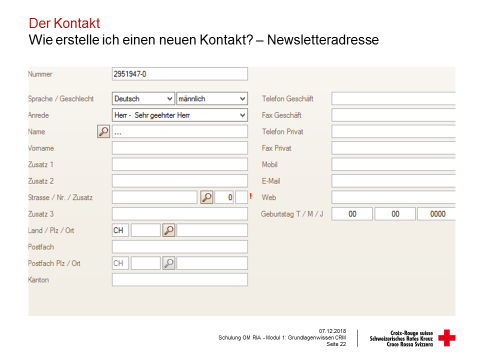 Der Kontakt
Wie erstelle ich einen neuen Kontakt? – Newsletteradresse
Nummer 2951947-0
Sprache / Geschlecht Deutsch männlich Telefon Geschäft
Anrede Herr - Sehr geehrter Herr Fax Geschäft
Name ... Telefon Privat
Vorname Fax Privat
Zusatz 1 Mobil
Zusatz 2 E-Mail
Strasse / Nr. / Zusatz 0 ! Web
Zusatz 3 Geburtstag T / M / J 00 00 0000
Land / Plz / Ort CH
Postfach
Postfach Plz / Ort CH
Kanton
07.12.2018
Schulung OM RIA – Modul 1: Grundlagenwissen CRM
Seite 22
Croix-Rouge suisse
Schweizerisches Rotes Kreuz
Croce Rossa Svizzera